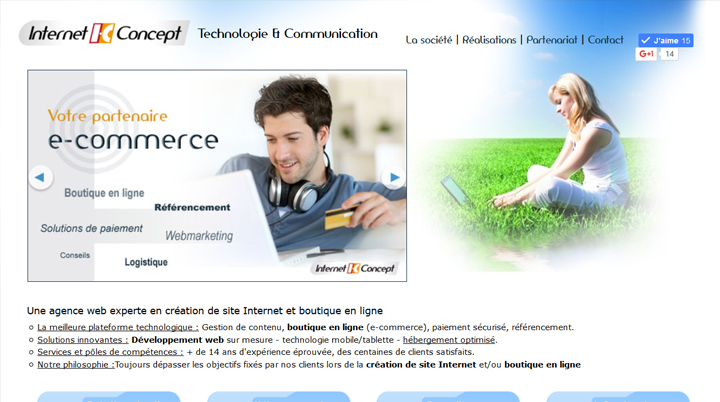 Internet K Concept
Technologie & Communication
La société | Réalisations | Partenariat | Contact
J'aime 15
G+1 14
Votre partenaire
e-commerce
Boutique en ligne
Référencement
Solutions de paiement
Webmarketing
Conseils
Logistique
Internet K Concept
Une agence web experte en création de site Internet et boutique en ligne
La meilleure plateforme technologique : Gestion de contenu, boutique en ligne (e-commerce), paiement sécurisé, référencement.
Solutions innovantes : Développement web sur mesure - technologie mobile/tablette - hébergement optimisé.
Services et pôles de compétences : + de 14 ans d'expérience éprouvée, des centaines de clients satisfaits.
Notre philosophie :Toujours dépasser les objectifs fixés par nos clients lors de la création de site Internet et/ou boutique en ligne